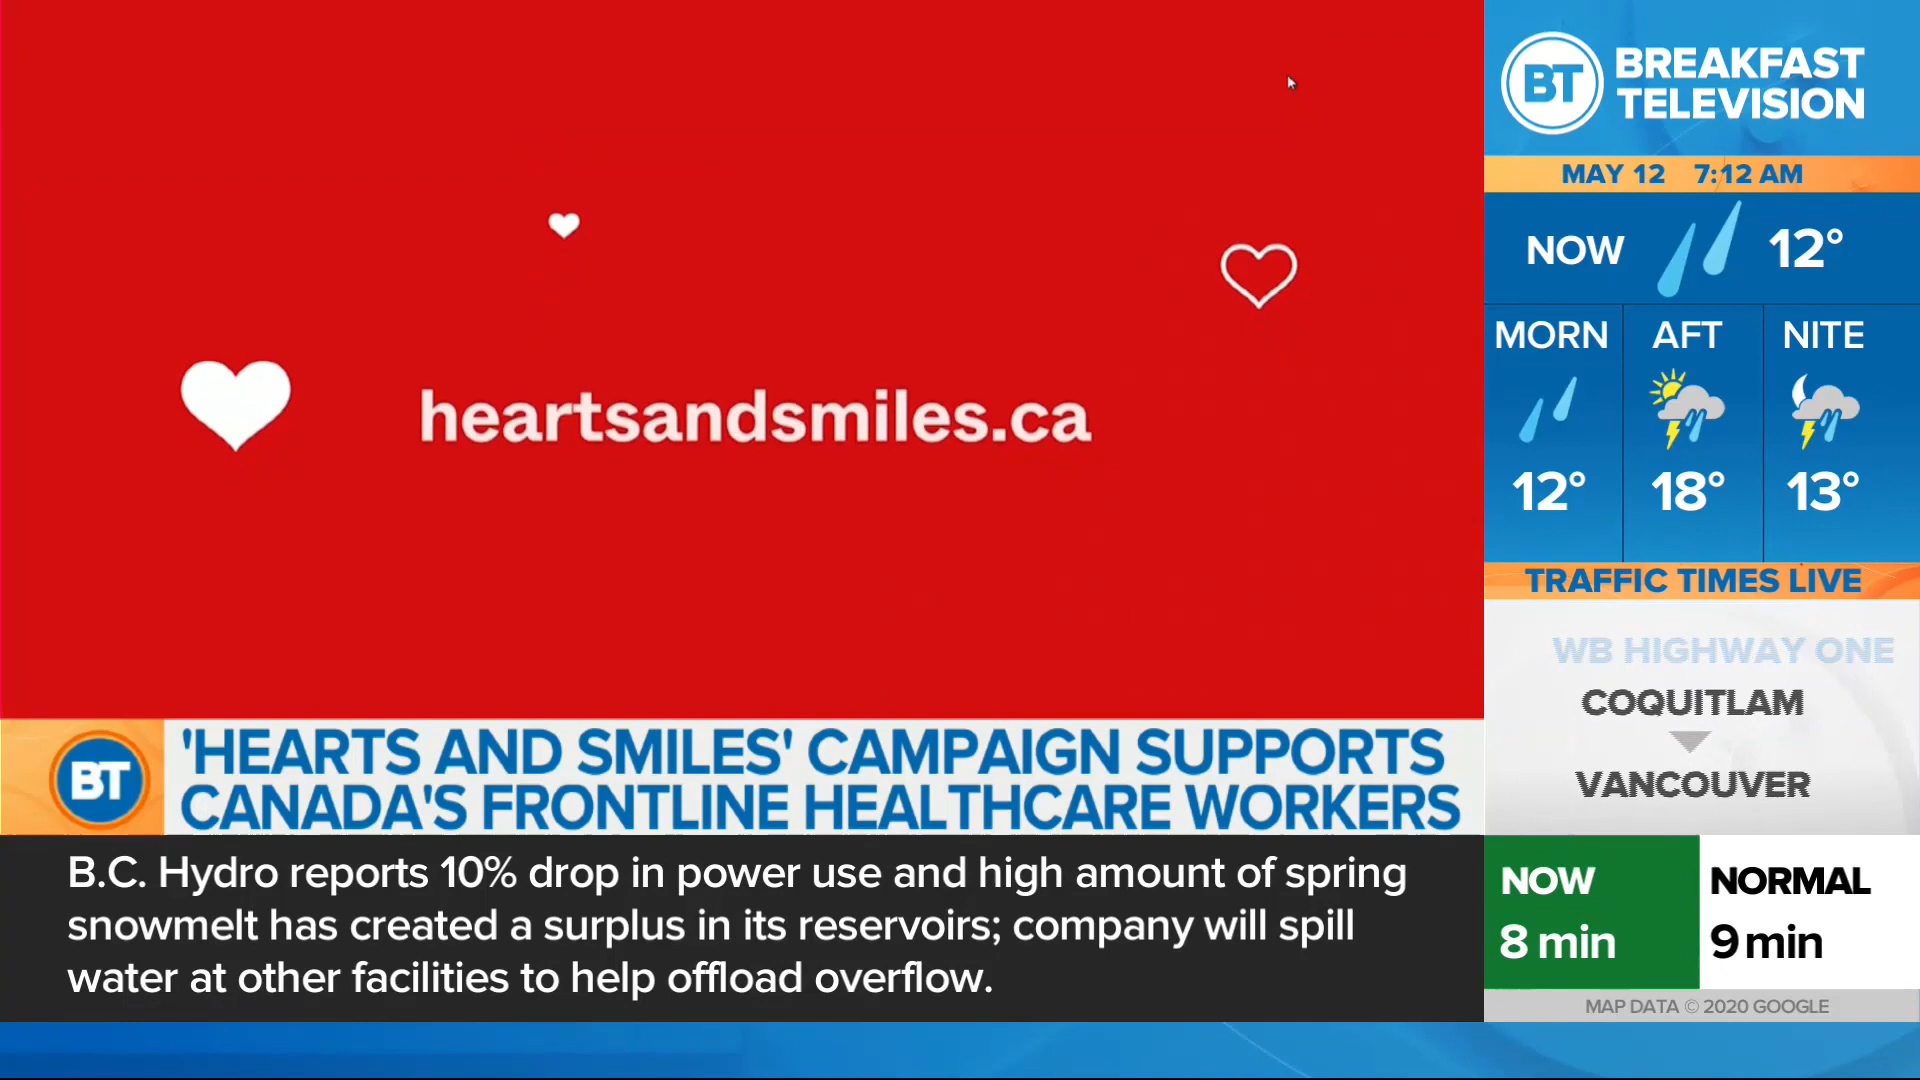 heartsandsmiles.ca
BT
'HEARTS AND SMILES' CAMPAIGN SUPPORTS
CANADA'S FRONTLINE HEALTHCARE WORKERS
B.C. Hydro reports 10% drop in power use and high amount of spring
snowmelt has created a surplus in its reservoirs; company will spill
water at other facilities to help offload overflow.
BT
BREAKFAST
TELEVISION
MAY 12 7:12 AM
NOW 12°
MORN AFT NITE
12° 18° 13°
TRAFFIC TIMES LIVE
WB HIGHWAY ONE
COQUITLAM
VANCOUVER
NOW NORMAL
8 min 9 min
MAP DATA © 2020 GOOGLE